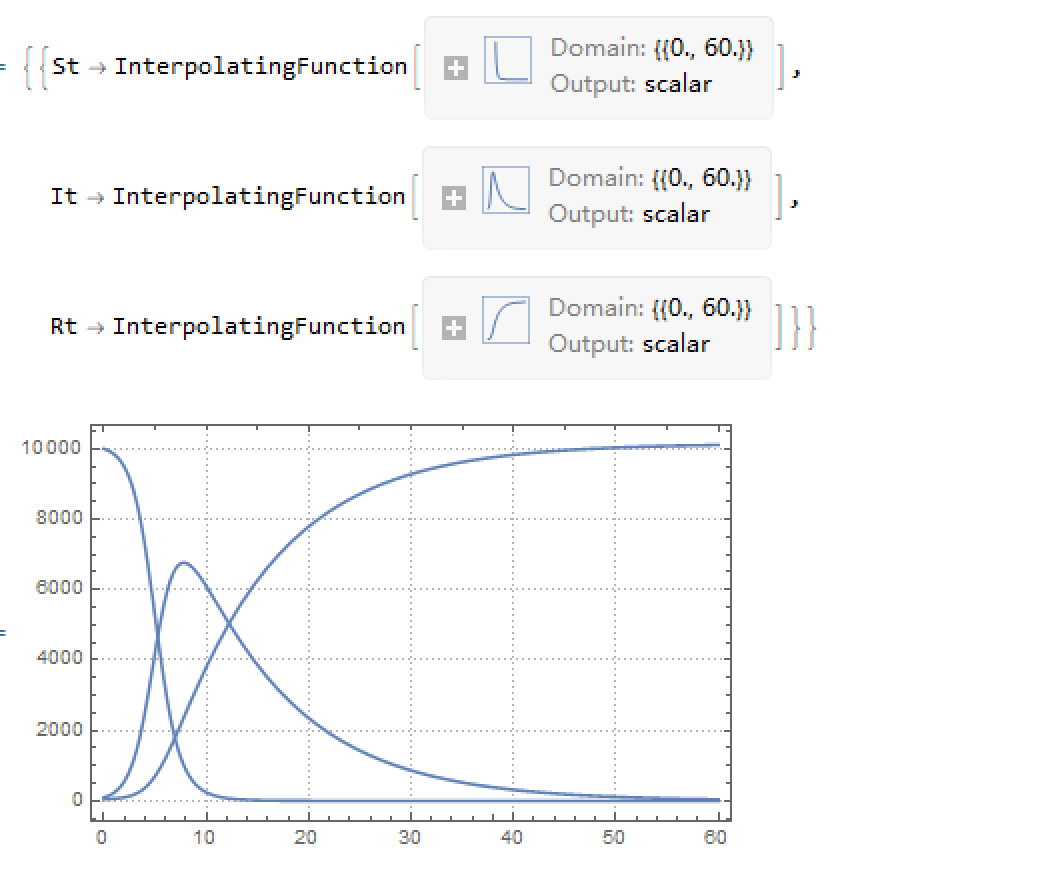 = {{St → InterpolatingFunction[ + Domain: {{0., 60.}}
Output: scalar ],
It → InterpolatingFunction[ + Domain: {{0., 60.}}
Output: scalar ],
Rt → InterpolatingFunction[ + Domain: {{0., 60.}}
Output: scalar ]}}
10000
8000
6000
=
4000
2000
0
0 10 20 30 40 50 60